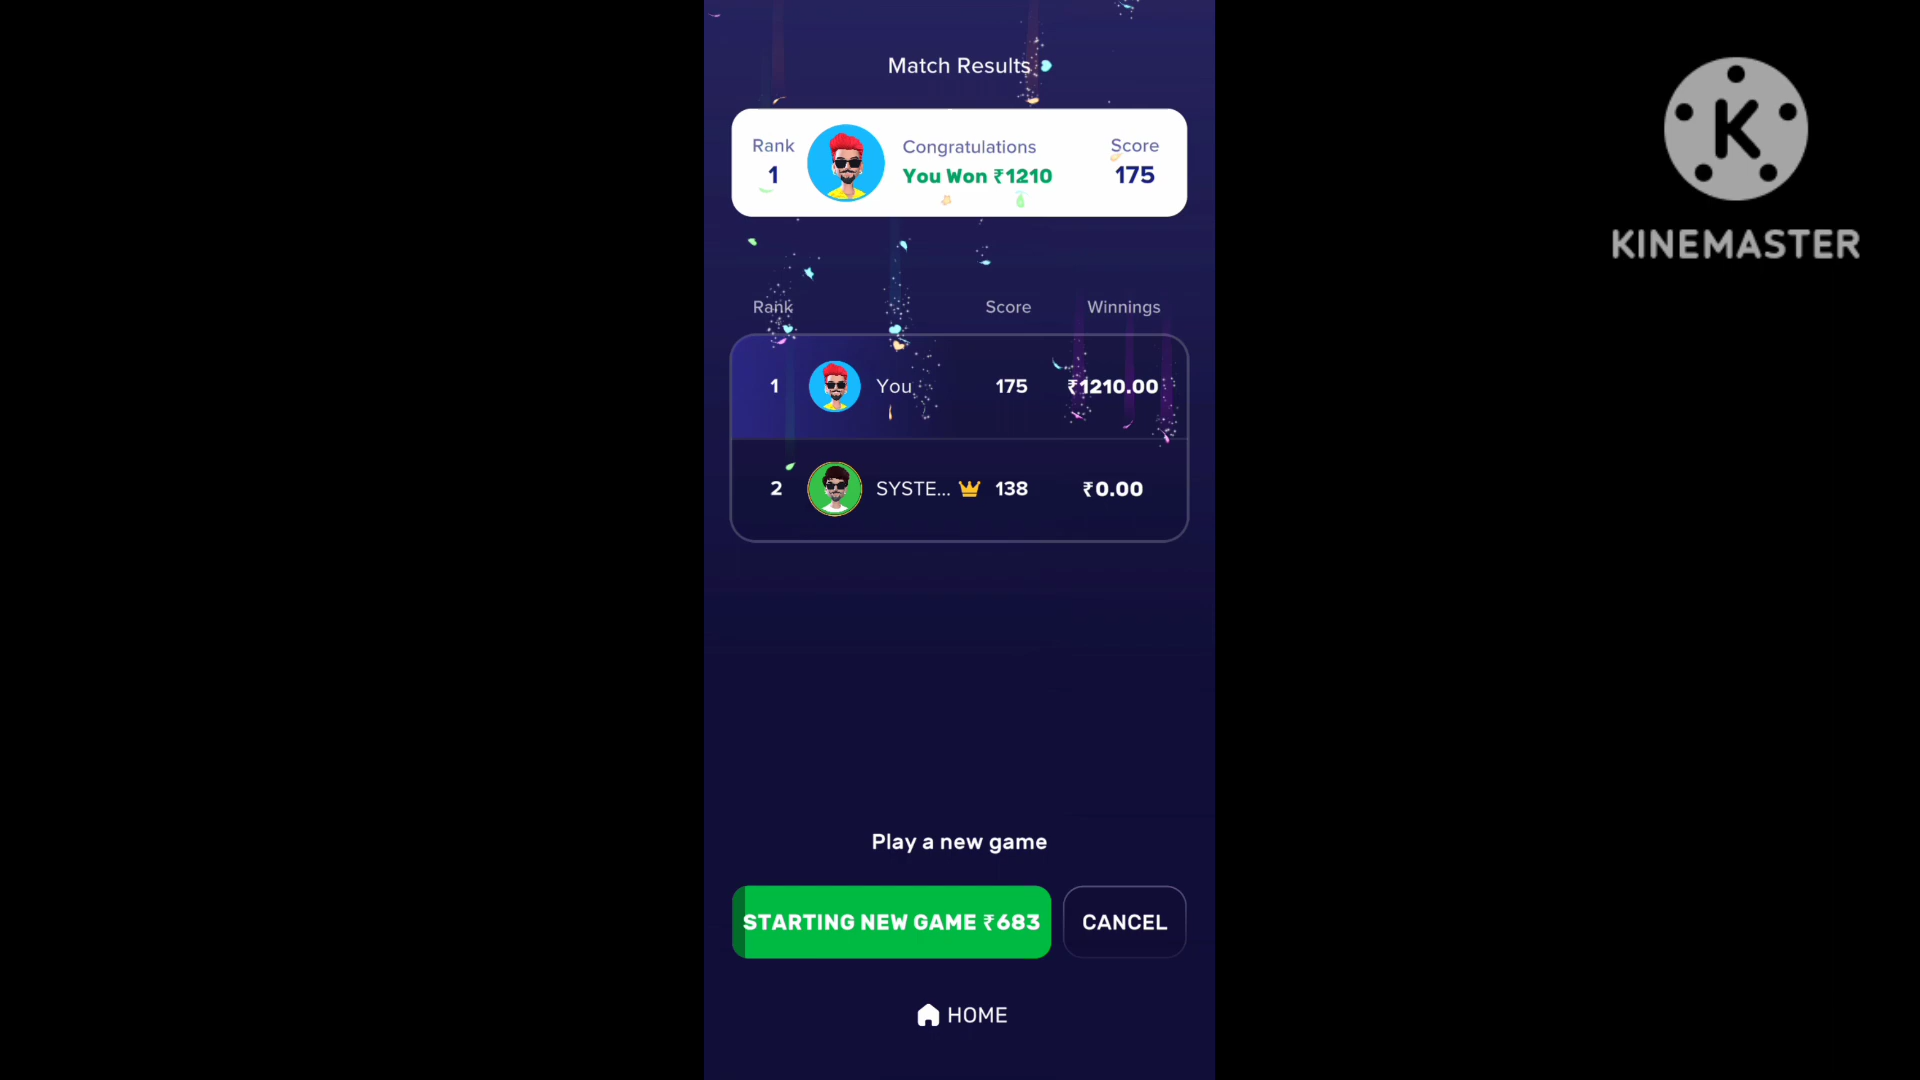 Match Results
Rank
1
Congratulations
You Won ₹1210
Score
175
Rank Score Winnings
1 You 175 ₹1210.00
2 SYSTE... 138 ₹0.00
Play a new game
STARTING NEW GAME ₹683
CANCEL
HOME
K
KINEMASTER